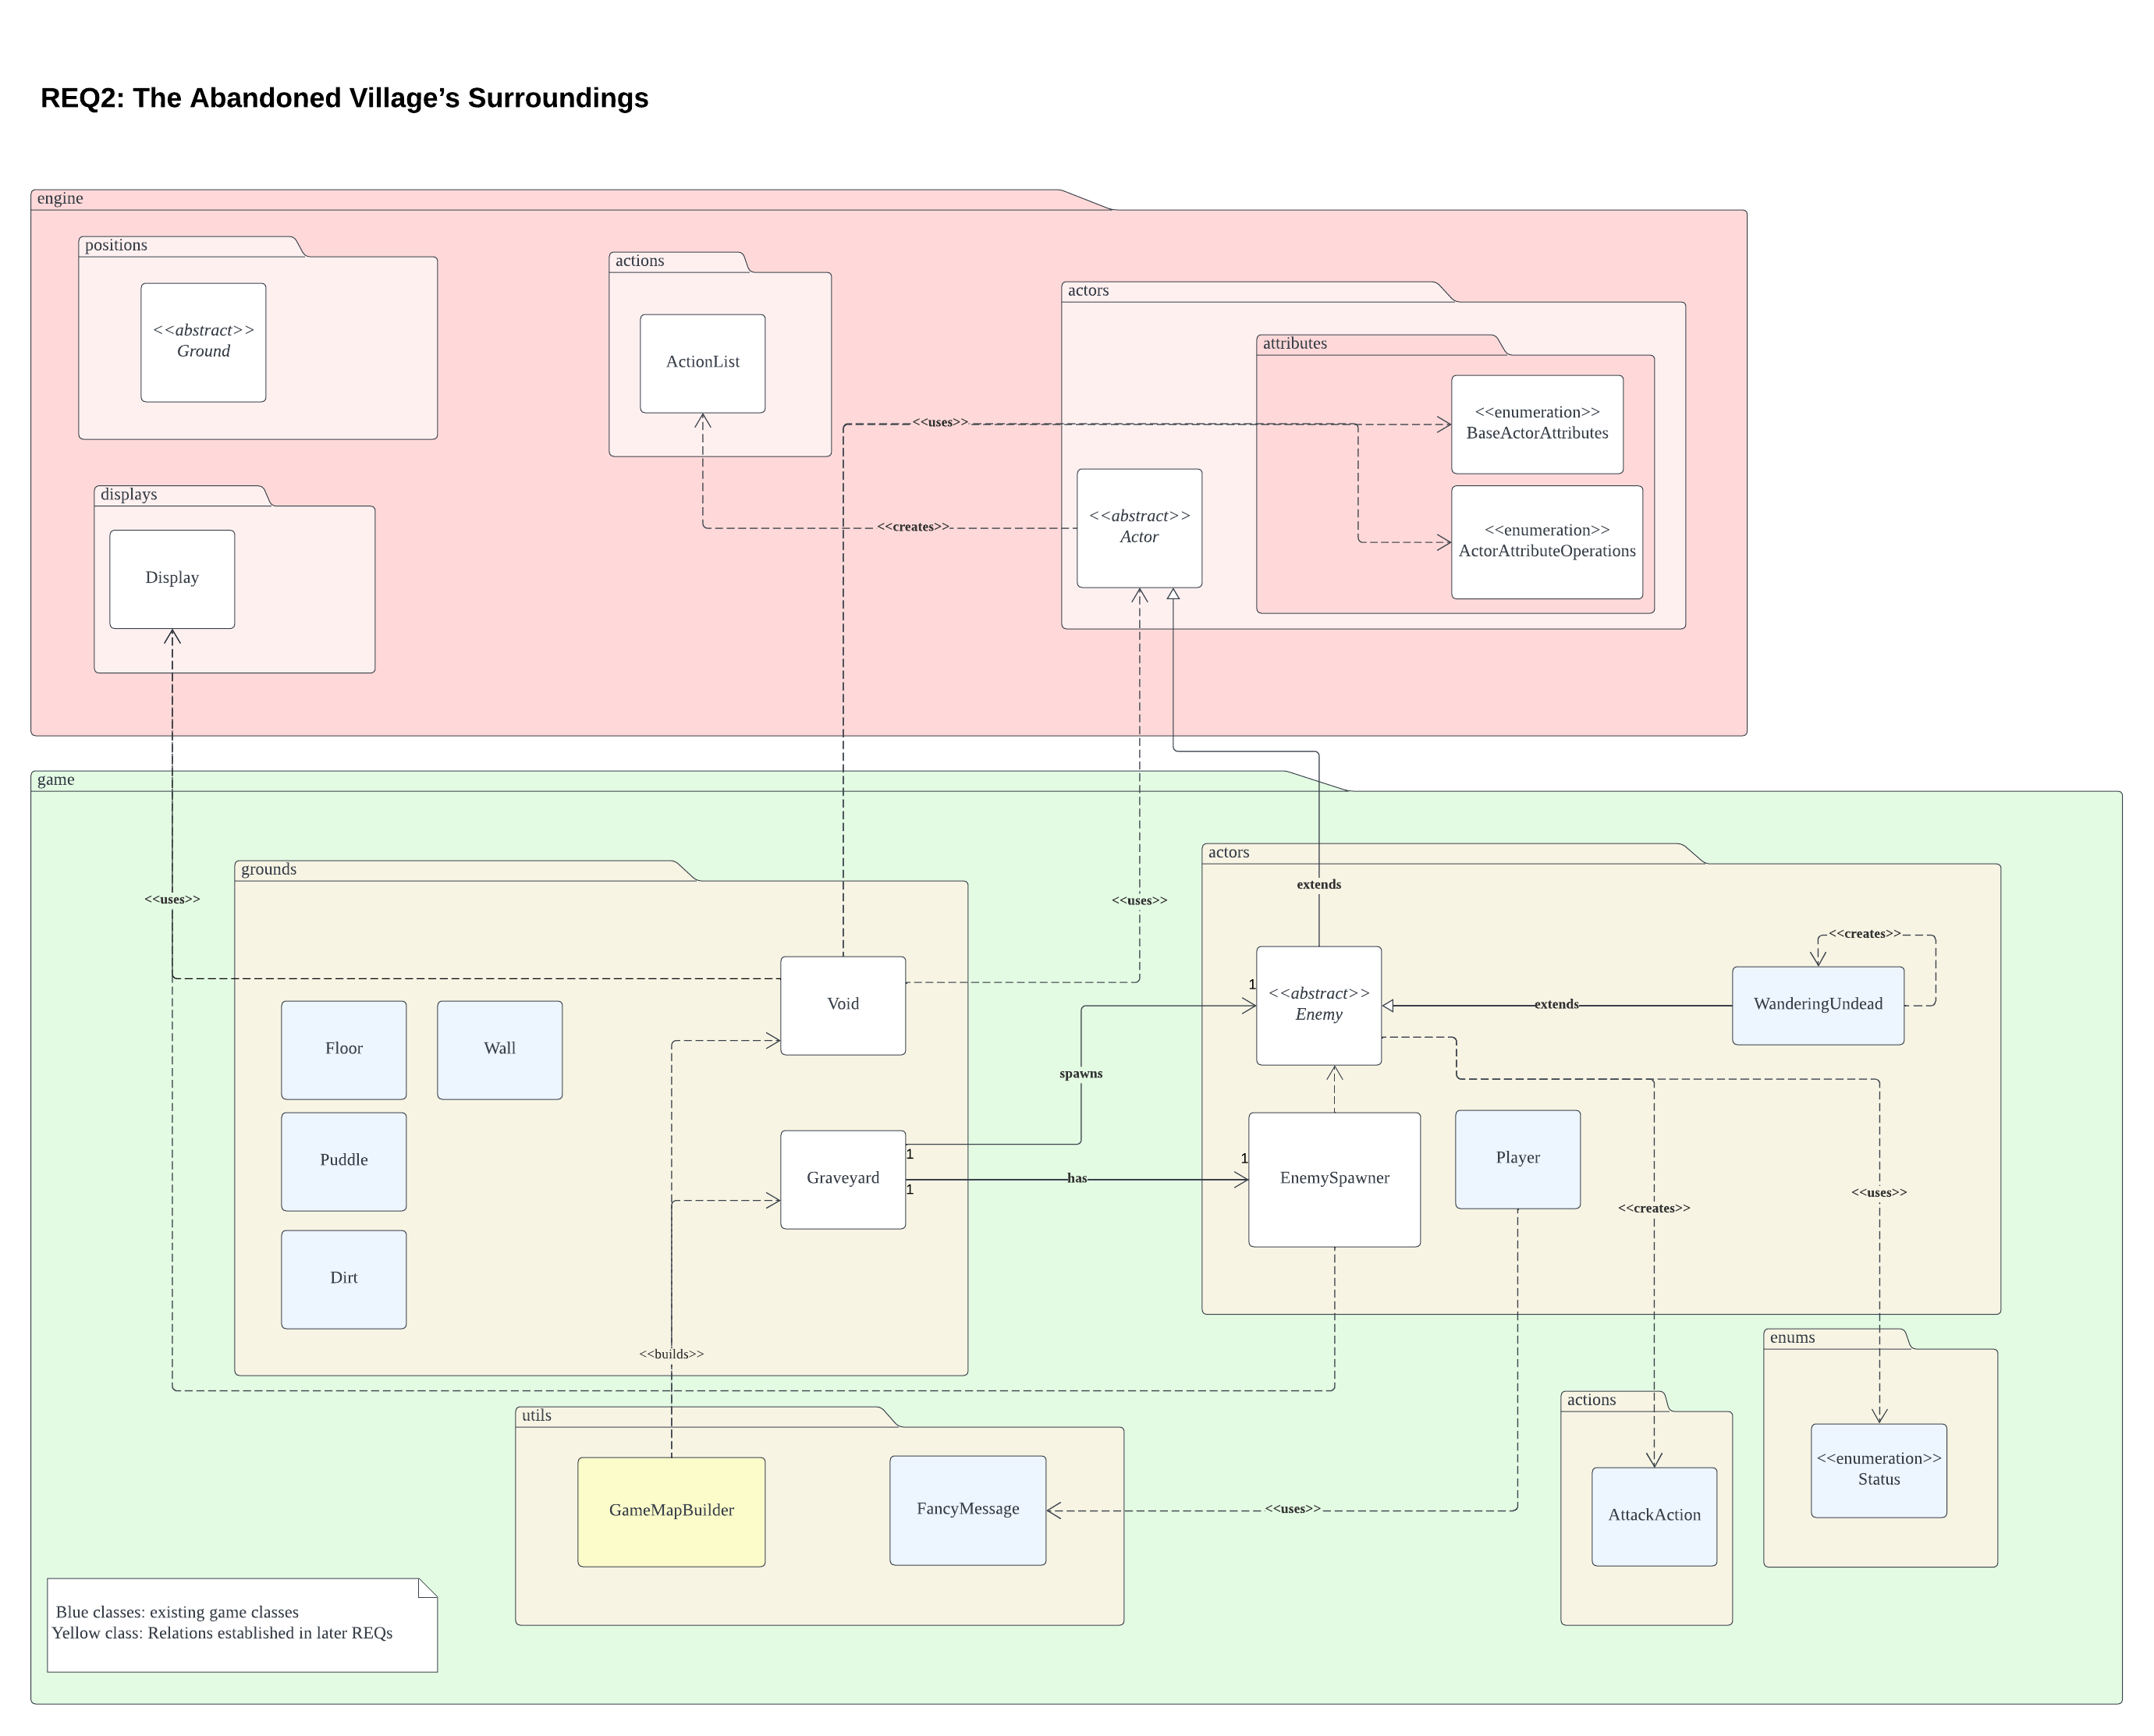 REQ2: The Abandoned Village’s Surroundings
engine
positions
<<abstract>>
Ground
actions
ActionList
actors
attributes
<<enumeration>>
BaseActorAttributes
<<uses>>
<<enumeration>>
ActorAttributeOperations
<<abstract>>
Actor
<<creates>>
displays
Display
game
<<uses>>
grounds
Void
Floor
Wall
Puddle
Graveyard
Dirt
<<builds>>
<<uses>>
actors
extends
1
<<abstract>>
Enemy
<<creates>>
WanderingUndead
extends
spawns
1
has
1
1
EnemySpawner
Player
<<creates>>
<<uses>>
enums
<<enumeration>>
Status
actions
AttackAction
utils
GameMapBuilder
FancyMessage
<<uses>>
Blue classes: existing game classes
Yellow class: Relations established in later REQs